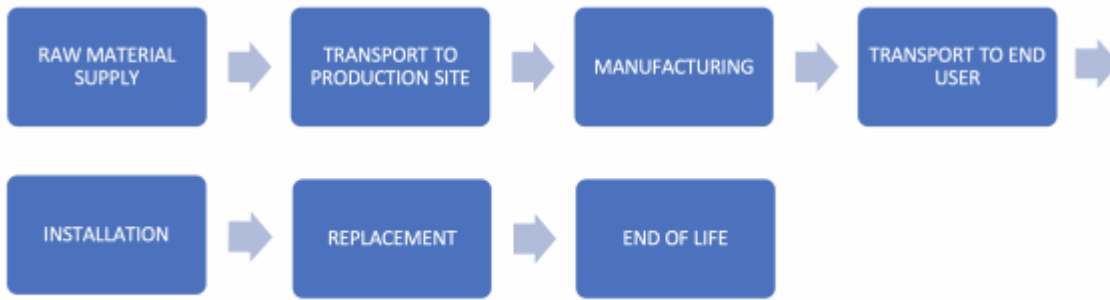 RAW MATERIAL
SUPPLY
TRANSPORT TO
PRODUCTION SITE
MANUFACTURING
TRANSPORT TO END
USER
INSTALLATION
REPLACEMENT
END OF LIFE